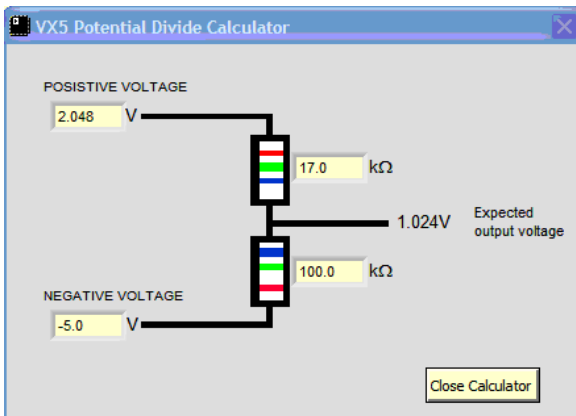 VX5 Potential Divide Calculator
POSISTIVE VOLTAGE
2.048 V
17.0 kΩ
1.024V
Expected
output voltage
100.0 kΩ
NEGATIVE VOLTAGE
-5.0 V
Close Calculator